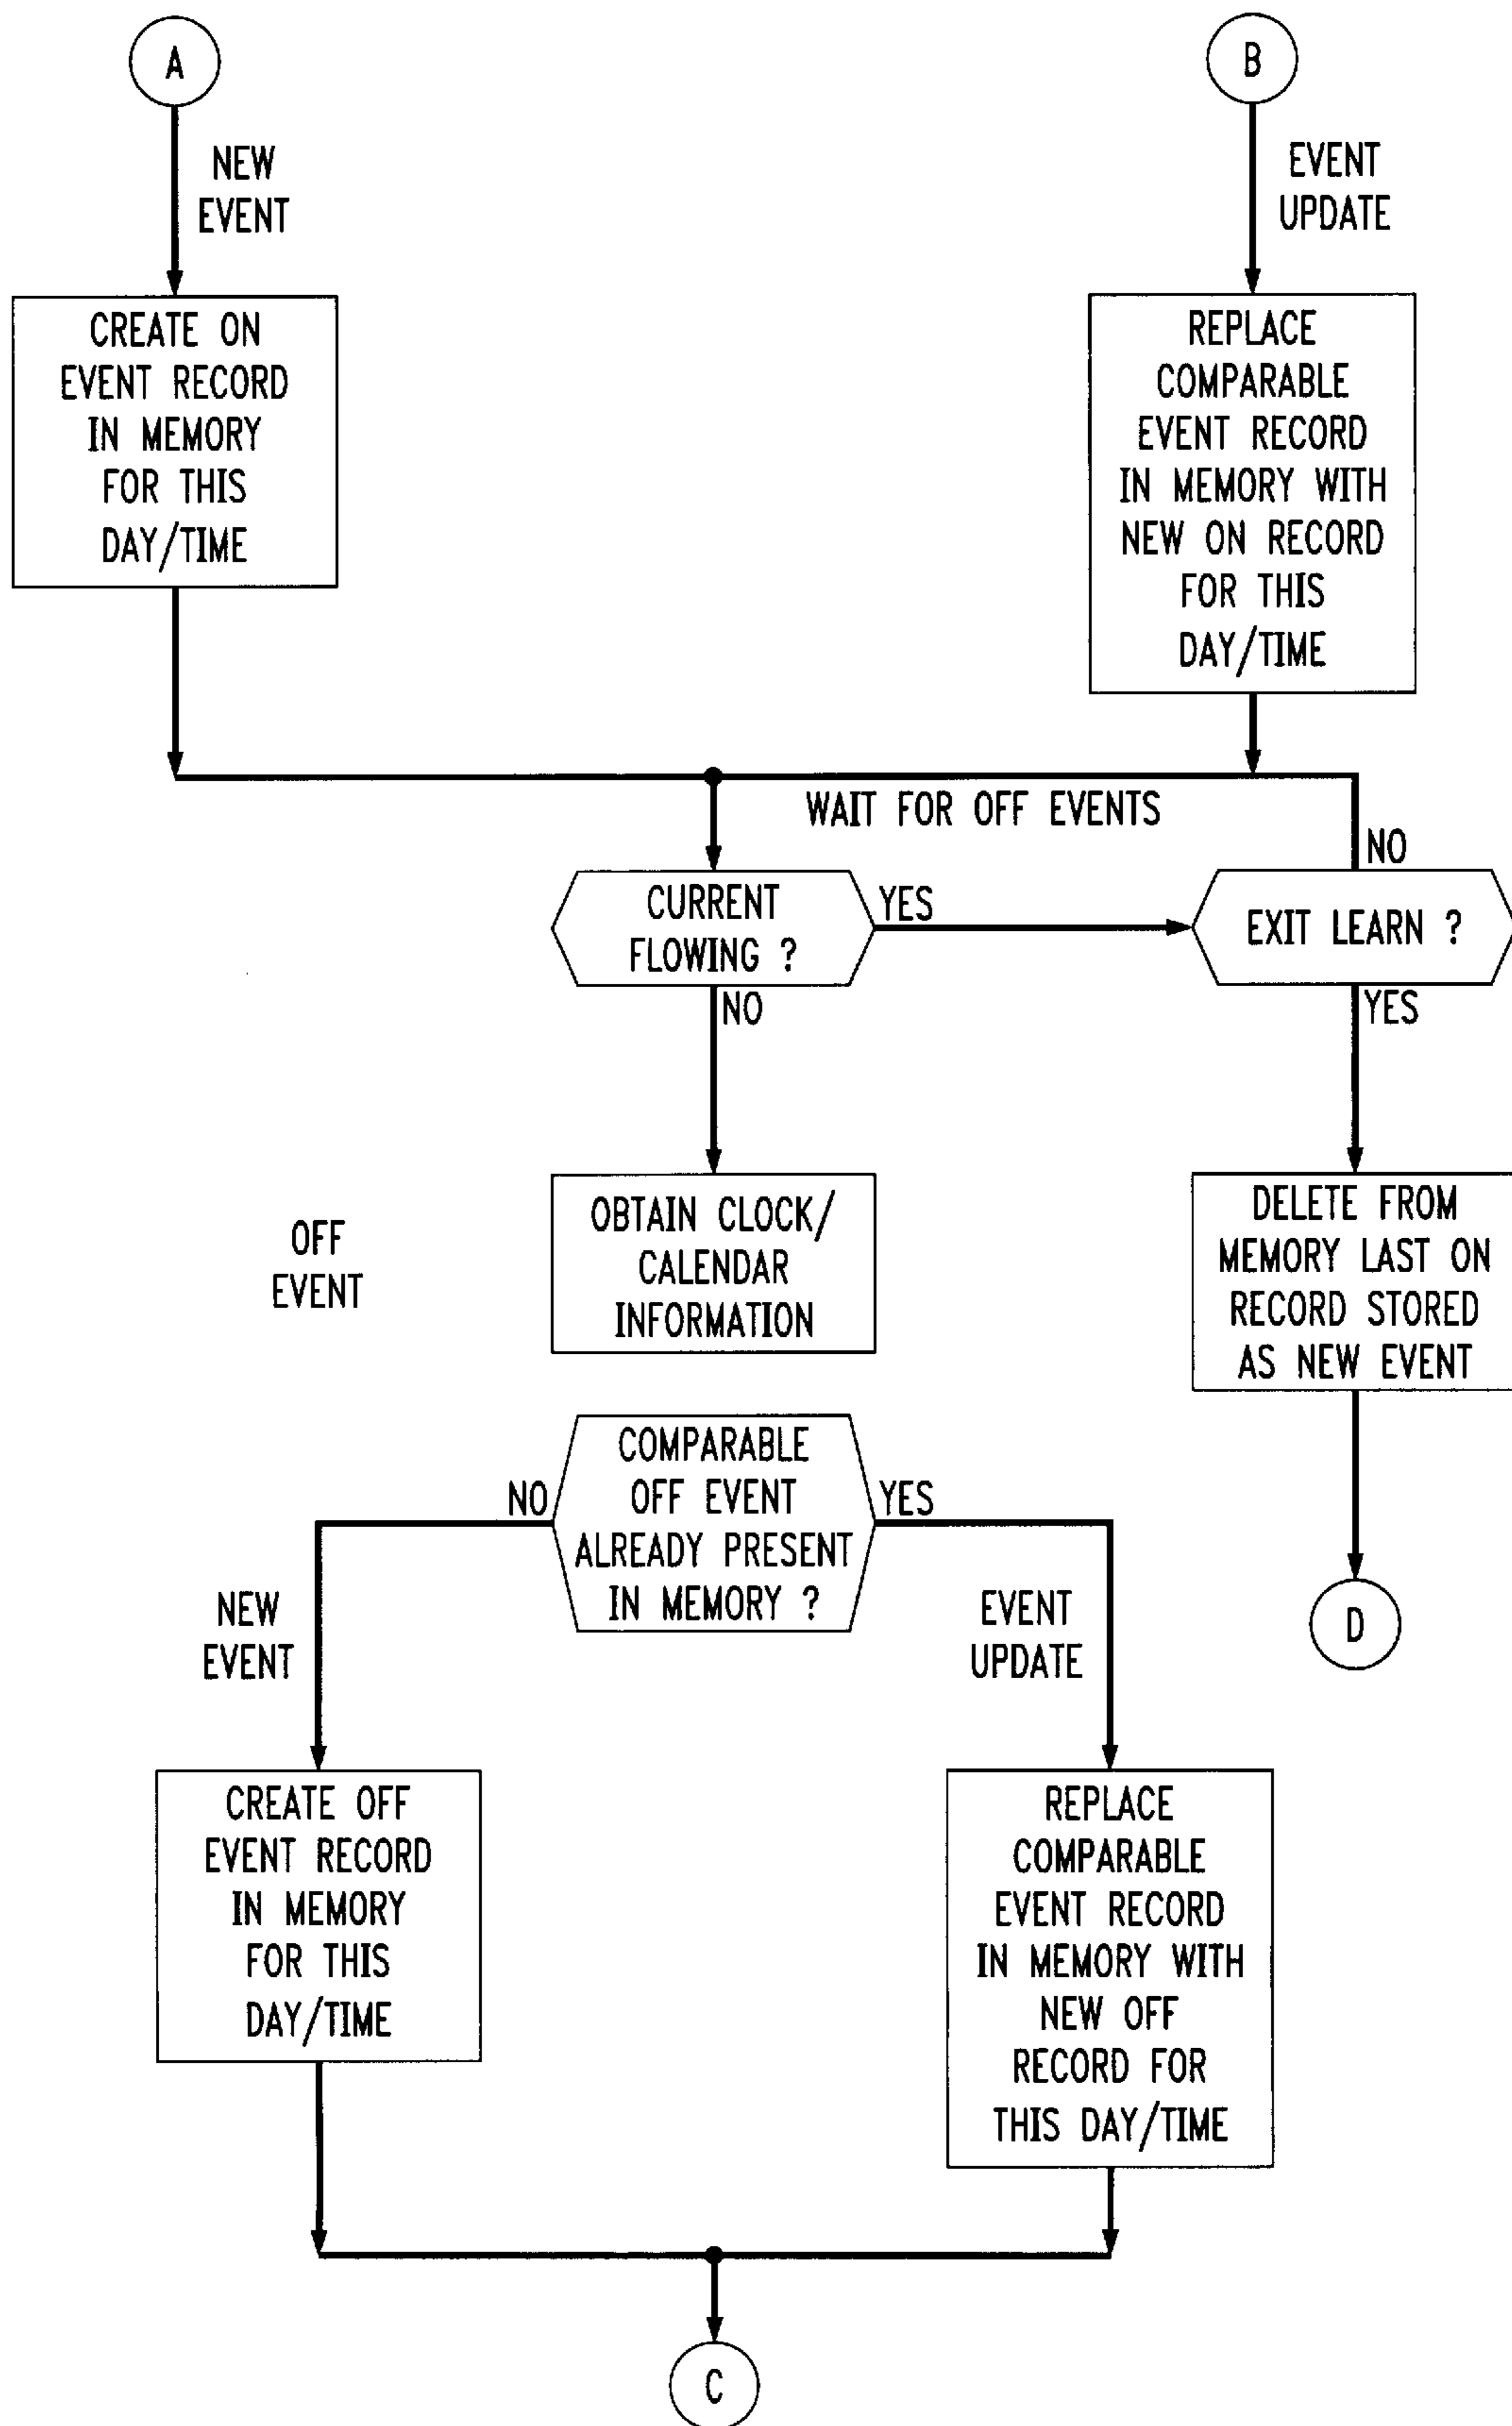 A
B
NEW
EVENT
EVENT
UPDATE
CREATE ON
EVENT RECORD
IN MEMORY
FOR THIS
DAY/TIME
REPLACE
COMPARABLE
EVENT RECORD
IN MEMORY WITH
NEW ON RECORD
FOR THIS
DAY/TIME
WAIT FOR OFF EVENTS
NO
CURRENT
FLOWING ?
YES
EXIT LEARN ?
NO
YES
OFF
EVENT
OBTAIN CLOCK/
CALENDAR
INFORMATION
DELETE FROM
MEMORY LAST ON
RECORD STORED
AS NEW EVENT
COMPARABLE
OFF EVENT
ALREADY PRESENT
IN MEMORY ?
NO
YES
NEW
EVENT
EVENT
UPDATE
D
CREATE OFF
EVENT RECORD
IN MEMORY
FOR THIS
DAY/TIME
REPLACE
COMPARABLE
EVENT RECORD
IN MEMORY WITH
NEW OFF
RECORD FOR
THIS DAY/TIME
C